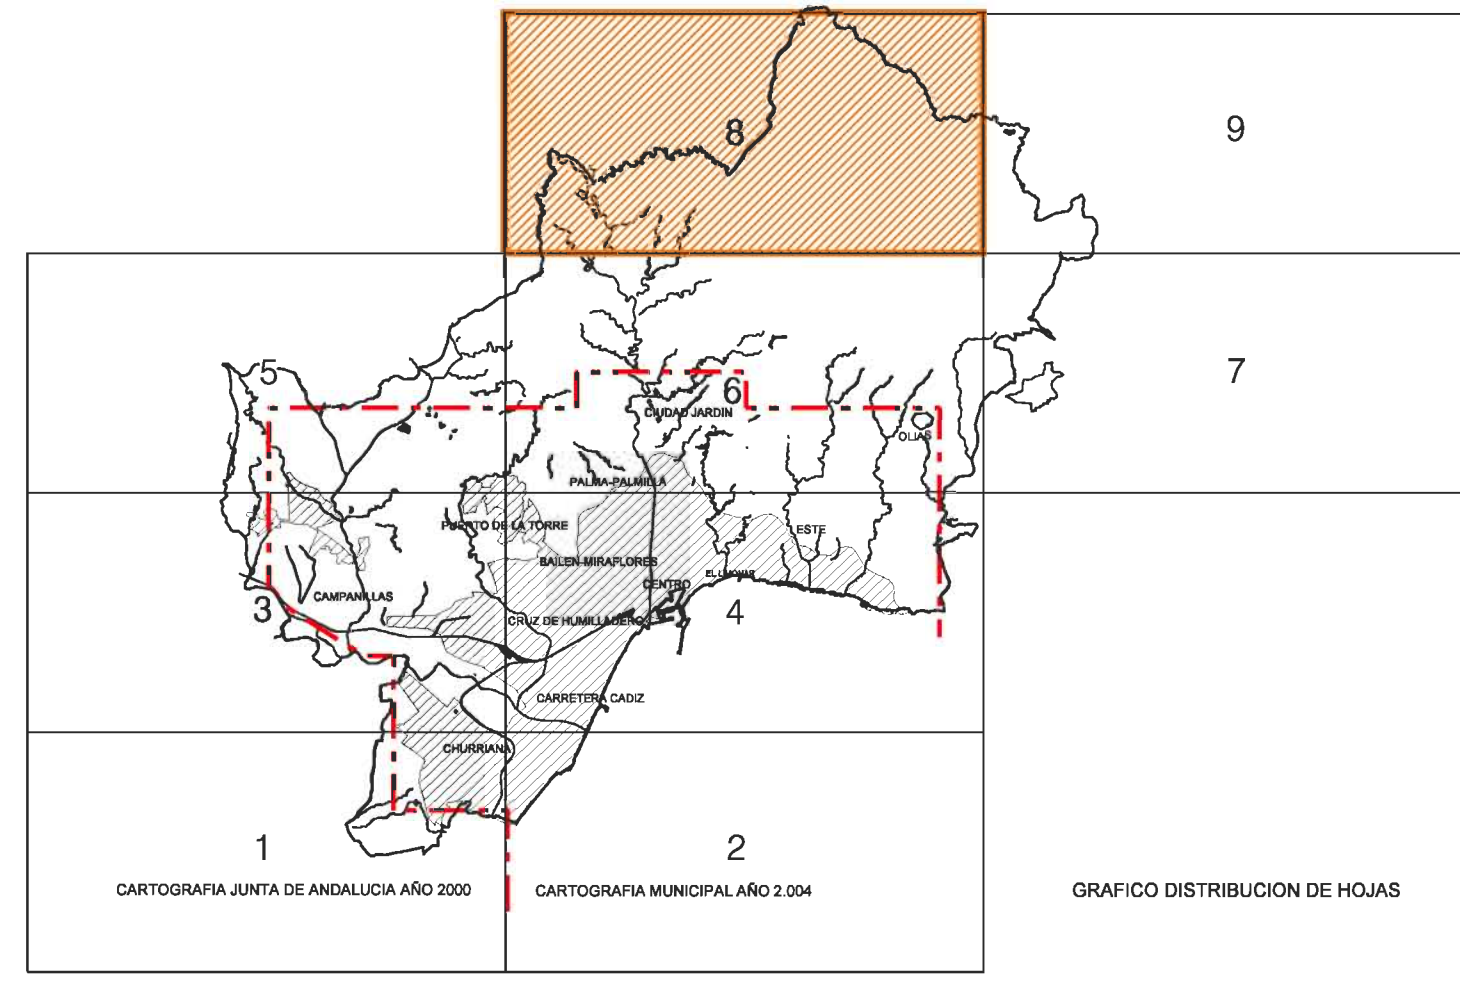 8
9
5
6
7
CIUDAD JARDIN
OLIAS
PALMA-PALMILLA
PUERTO DE LA TORRE
ESTE
BAILEN-MIRAFLORES
EL LIMONAR
CENTRO
CAMPANILLAS
3
4
CRUZ DE HUMILLADERO
CARRETERA CADIZ
CHURRIANA
1
2
CARTOGRAFIA JUNTA DE ANDALUCIA AÑO 2000
CARTOGRAFIA MUNICIPAL AÑO 2.004
GRAFICO DISTRIBUCION DE HOJAS